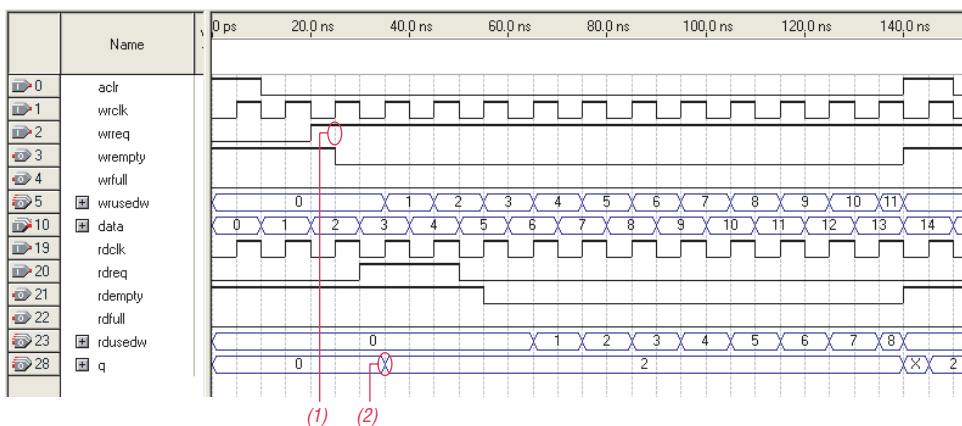 Name
0 ps 20.0 ns 40.0 ns 60.0 ns 80.0 ns 100.0 ns 120.0 ns 140.0 ns
0 aclr
1 wrclk
2 wrreq
3 wrempty
4 wrfull
5 wrusedw 0 1 2 3 4 5 6 7 8 9 10 11
10 data 0 1 2 3 4 5 6 7 8 9 10 11 12 13 14
19 rdclk
20 rdreq
21 rdempty
22 rdfull
23 rdusedw 0 1 2 3 4 5 6 7 8
28 q 0 2 X 2
(1) (2)